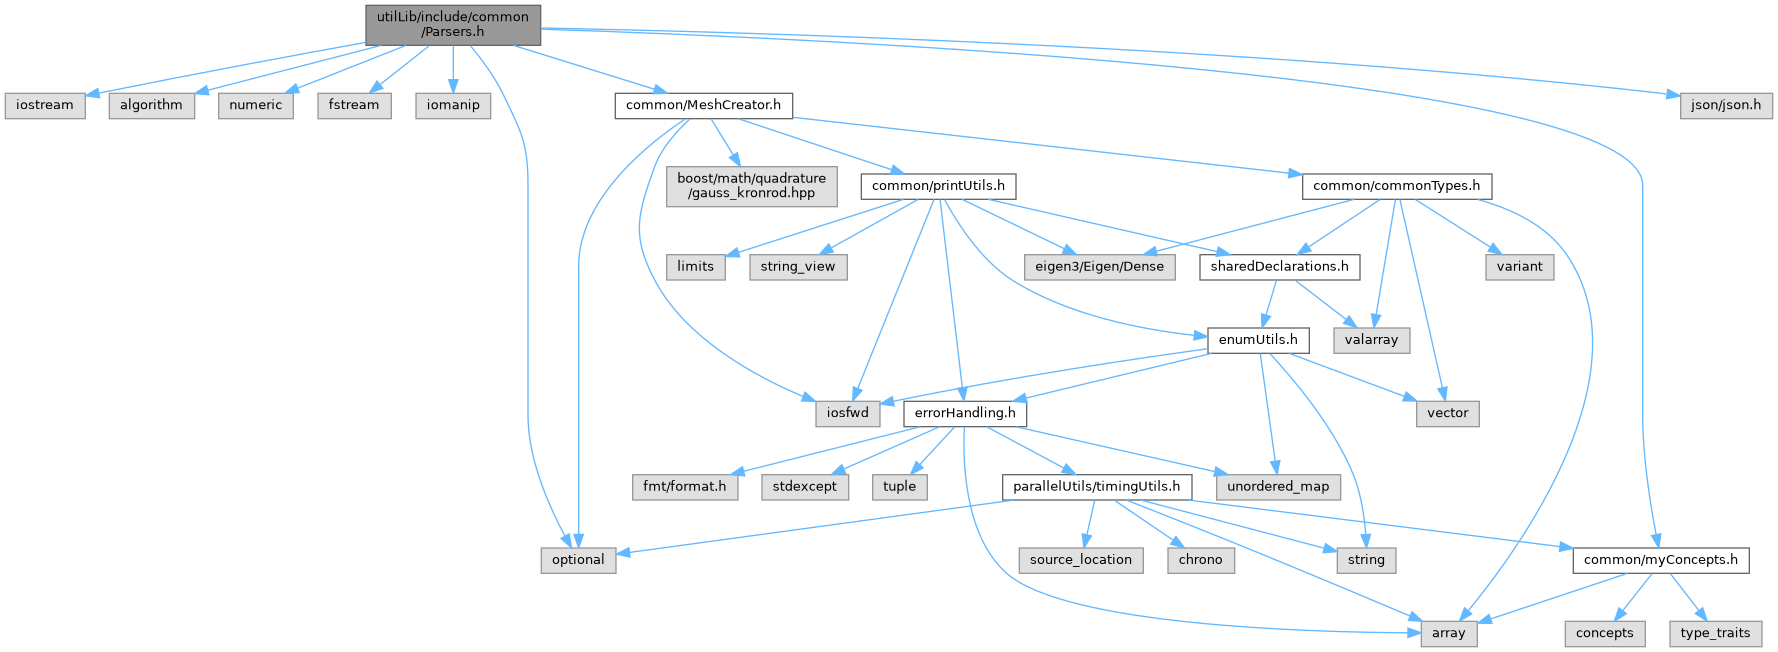 utilLib/include/common
/Parsers.h
iostream
algorithm
numeric
fstream
iomanip
common/MeshCreator.h
json/json.h
boost/math/quadrature
/gauss_kronrod.hpp
common/printUtils.h
common/commonTypes.h
limits
string_view
eigen3/Eigen/Dense
sharedDeclarations.h
variant
enumUtils.h
valarray
iosfwd
errorHandling.h
vector
fmt/format.h
stdexcept
tuple
parallelUtils/timingUtils.h
unordered_map
optional
source_location
chrono
string
common/myConcepts.h
array
concepts
type_traits